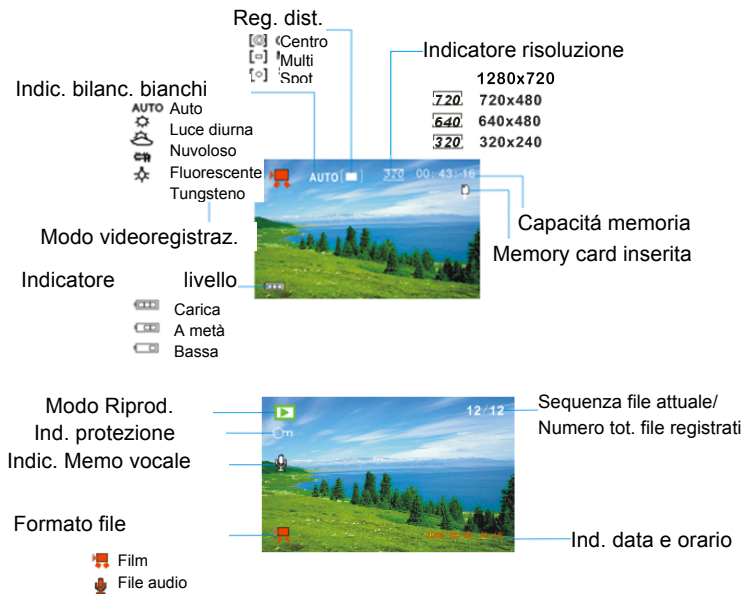 Reg. dist.
Centro
Multi
Spot
Indicatore risoluzione
1280x720
720 720x480
640 640x480
320 320x240
Indic. bilanc. bianchi
AUTO Auto
Luce diurna
Nuvoloso
Fluorescente
Tungsteno
AUTO 320 00:43:16
Modo videoregistraz.
Capacitá memoria
Memory card inserita
Indicatore livello
Carica
A metà
Bassa
Modo Riprod.
Ind. protezione
Indic. Memo vocale
12/12
Sequenza file attuale/
Numero tot. file registrati
Formato file
Film
File audio
Ind. data e orario